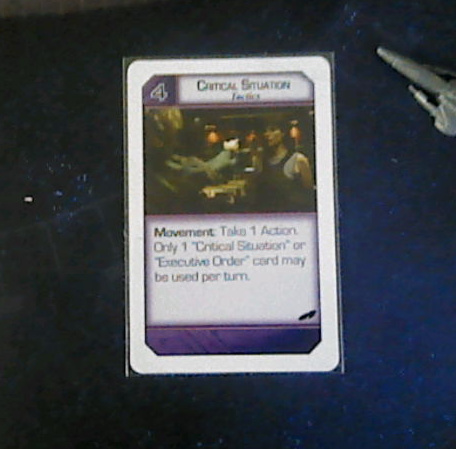 4
Critical Situation
Tactics
Movement: Take 1 Action.
Only 1 "Critical Situation" or
"Executive Order" card may
be used per turn.